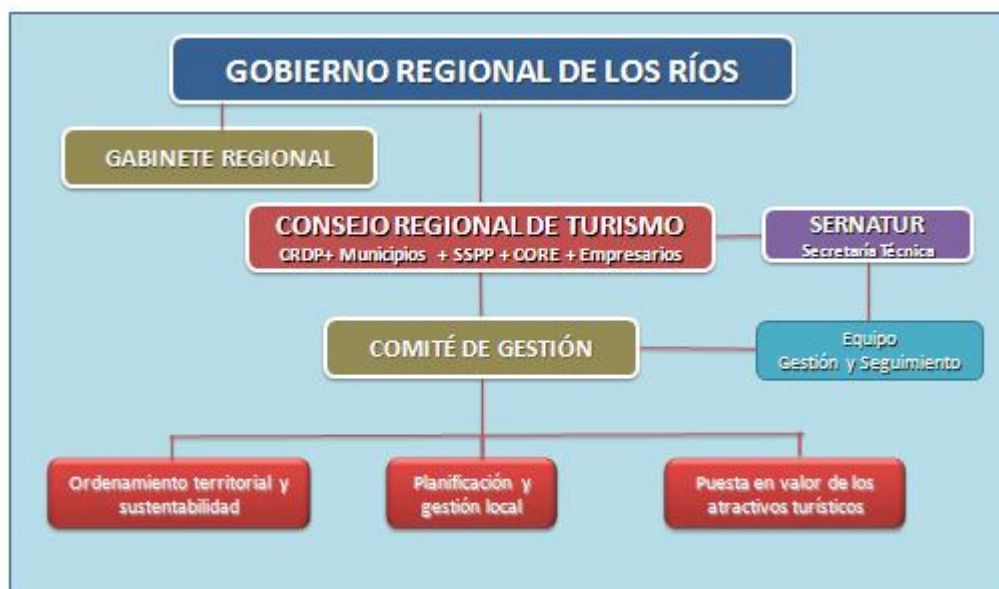 GOBIERNO REGIONAL DE LOS RÍOS
GABINETE REGIONAL
CONSEJO REGIONAL DE TURISMO
CRDP+ Municipios + SSPP + CORE + Empresarios
SERNATUR
Secretaría Técnica
COMITÉ DE GESTIÓN
Equipo
Gestión y Seguimiento
Ordenamiento territorial y
sustentabilidad
Planificación y
gestión local
Puesta en valor de los
atractivos turísticos